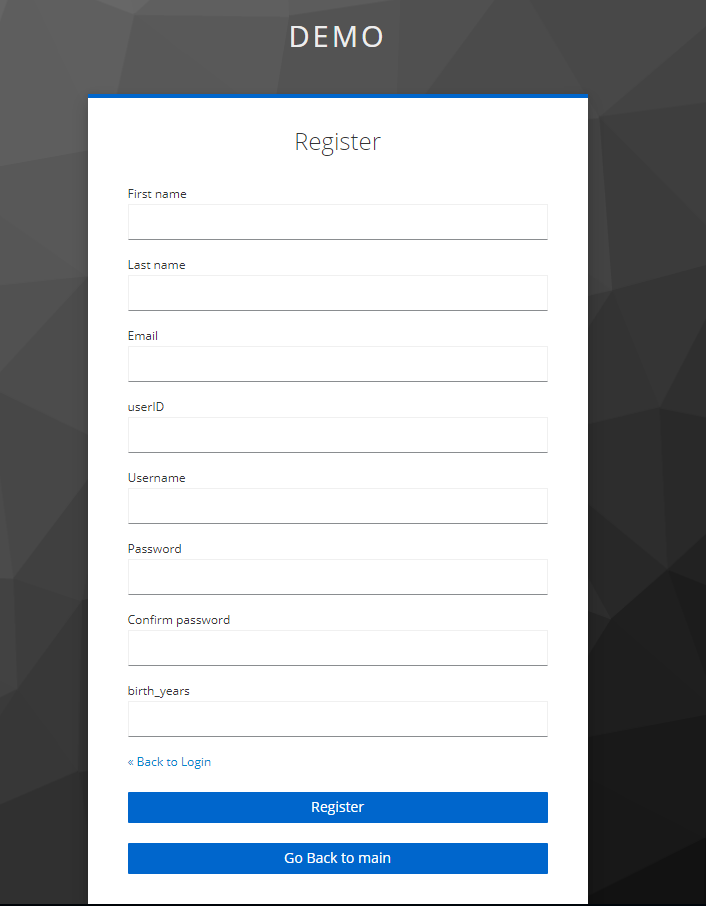 DEMO
Register
First name
Last name
Email
userID
Username
Password
Confirm password
birth_years
« Back to Login
Register
Go Back to main